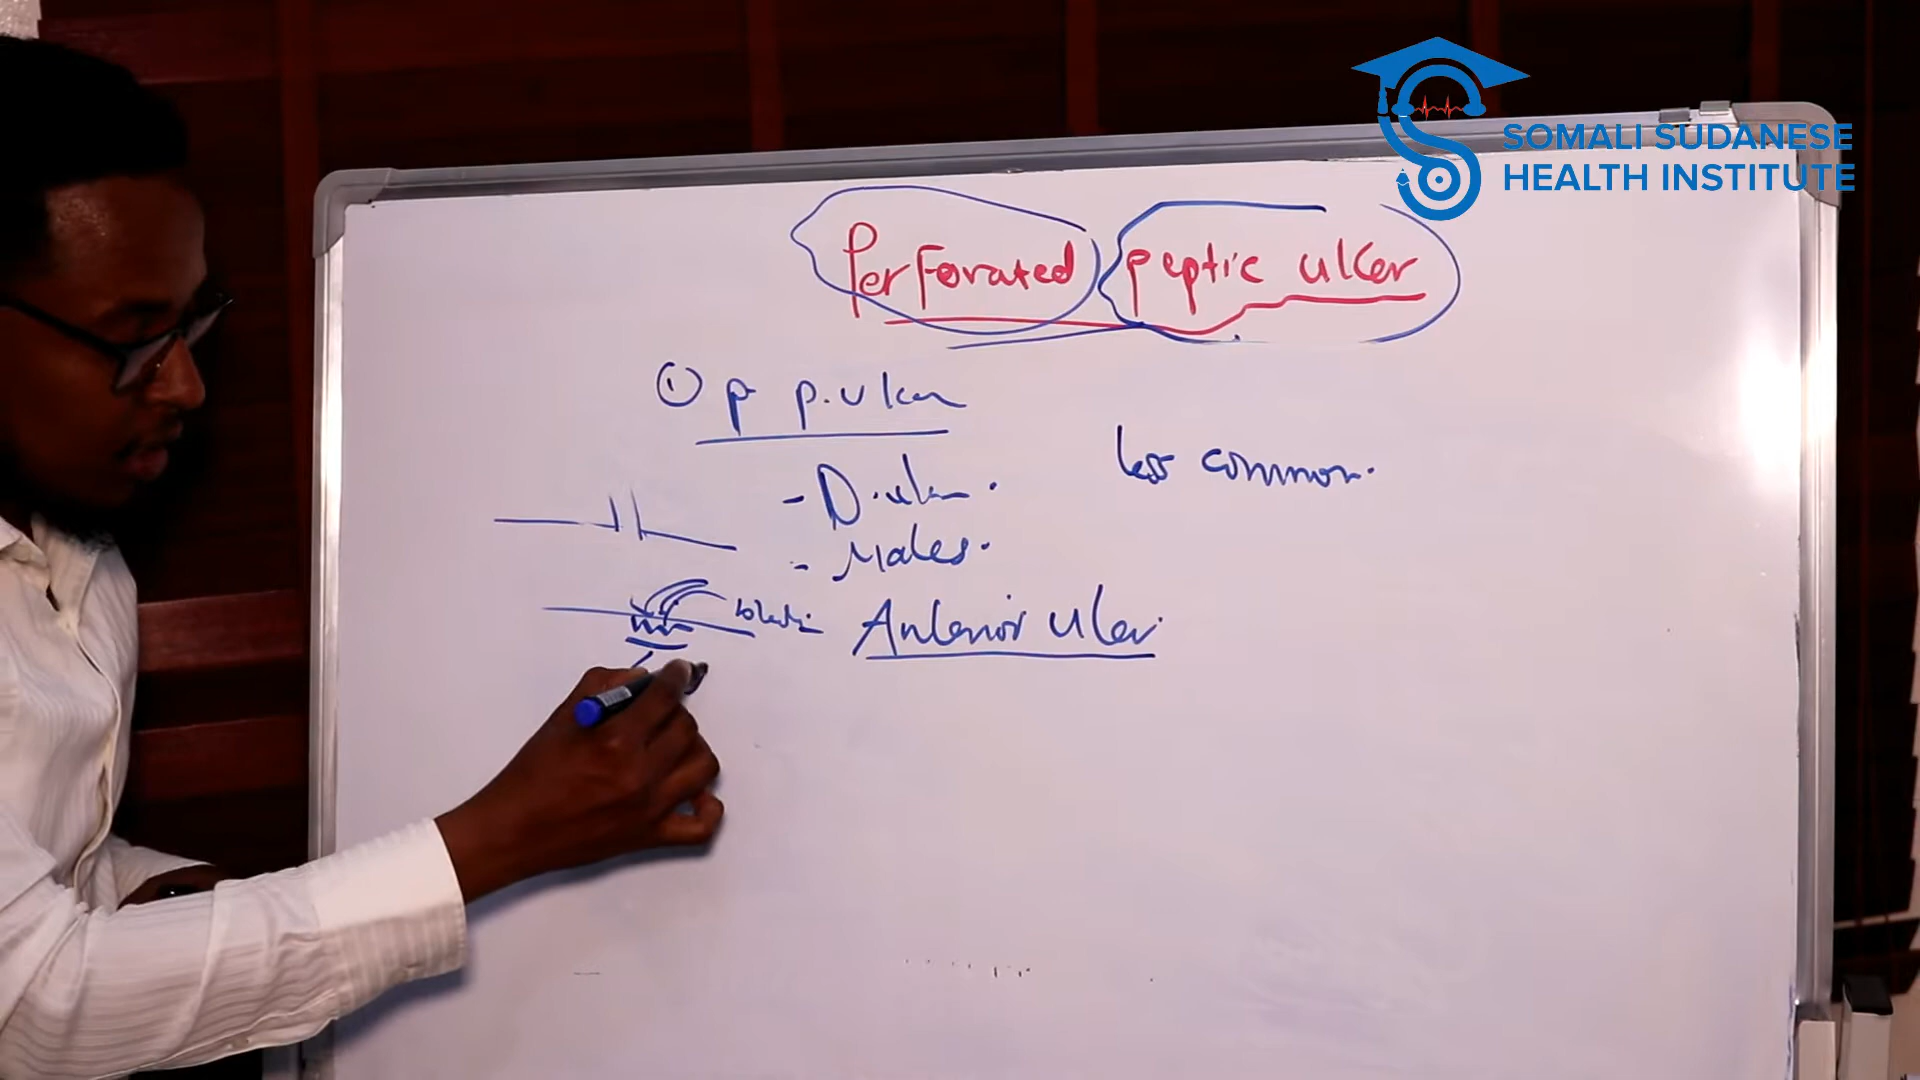 SOMALI SUDANESE
HEALTH INSTITUTE
Perforated peptic ulcer
① p p.ulcer
less common.
- D.ulcer.
- Males.
Anterior Ulcer